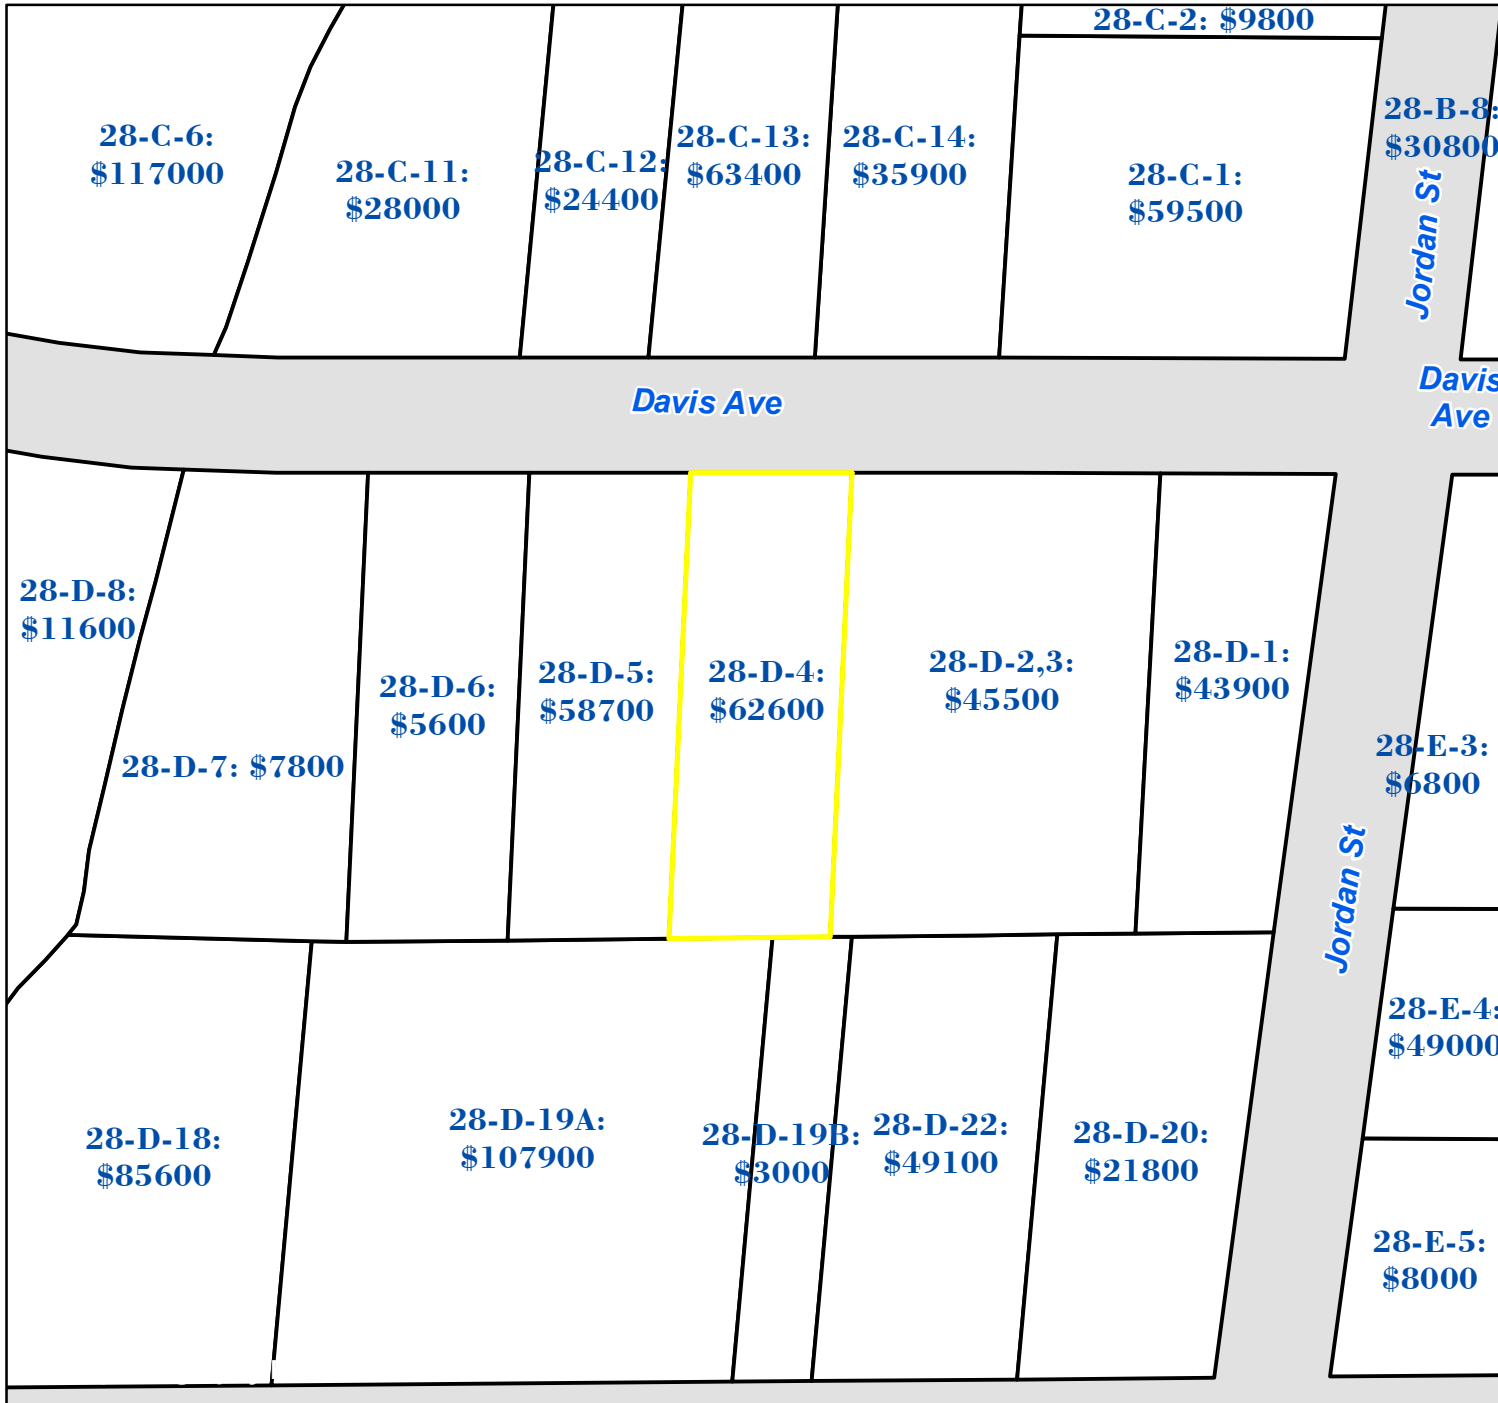 28-C-2: $9800
28-C-6:
$117000
28-C-11:
$28000
28-C-12:
$24400
28-C-13:
$63400
28-C-14:
$35900
28-C-1:
$59500
28-B-8:
$30800
Jordan St
Davis Ave
Davis
Ave
28-D-8:
$11600
28-D-7: $7800
28-D-6:
$5600
28-D-5:
$58700
28-D-4:
$62600
28-D-2,3:
$45500
28-D-1:
$43900
28-E-3:
$6800
Jordan St
28-E-4:
$49000
28-D-18:
$85600
28-D-19A:
$107900
28-D-19B:
$3000
28-D-22:
$49100
28-D-20:
$21800
28-E-5:
$8000